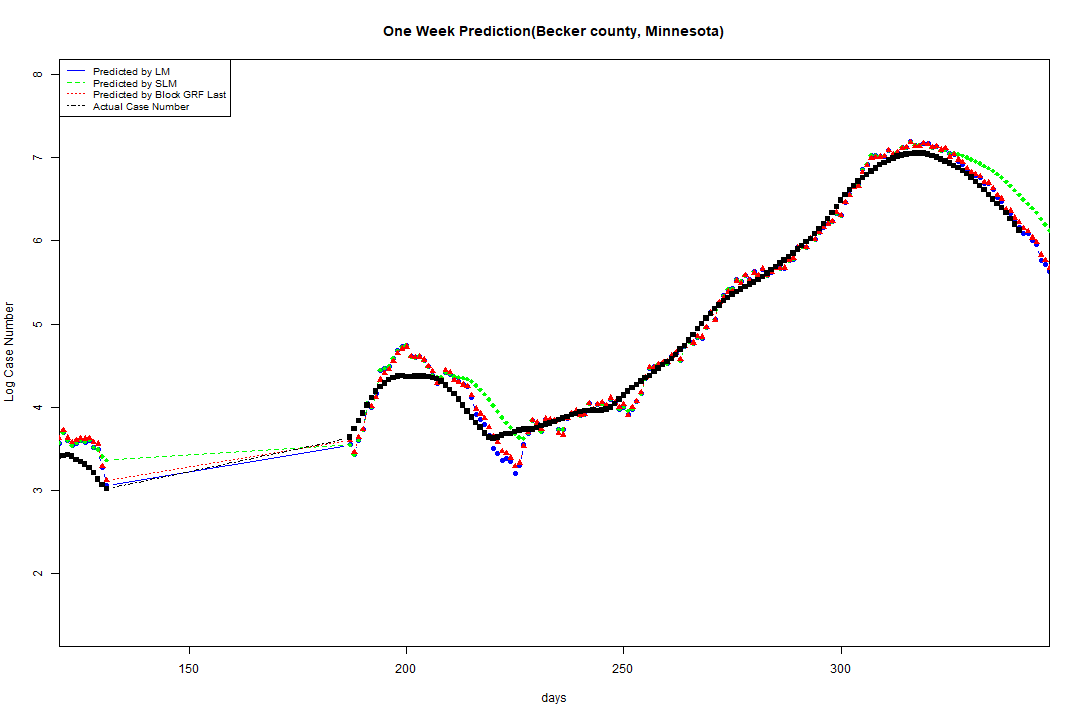 One Week Prediction(Becker county, Minnesota)
Predicted by LM
Predicted by SLM
Predicted by Block GRF Last
Actual Case Number
8
7
6
5
4
3
2
Log Case Number
150
200
250
300
days